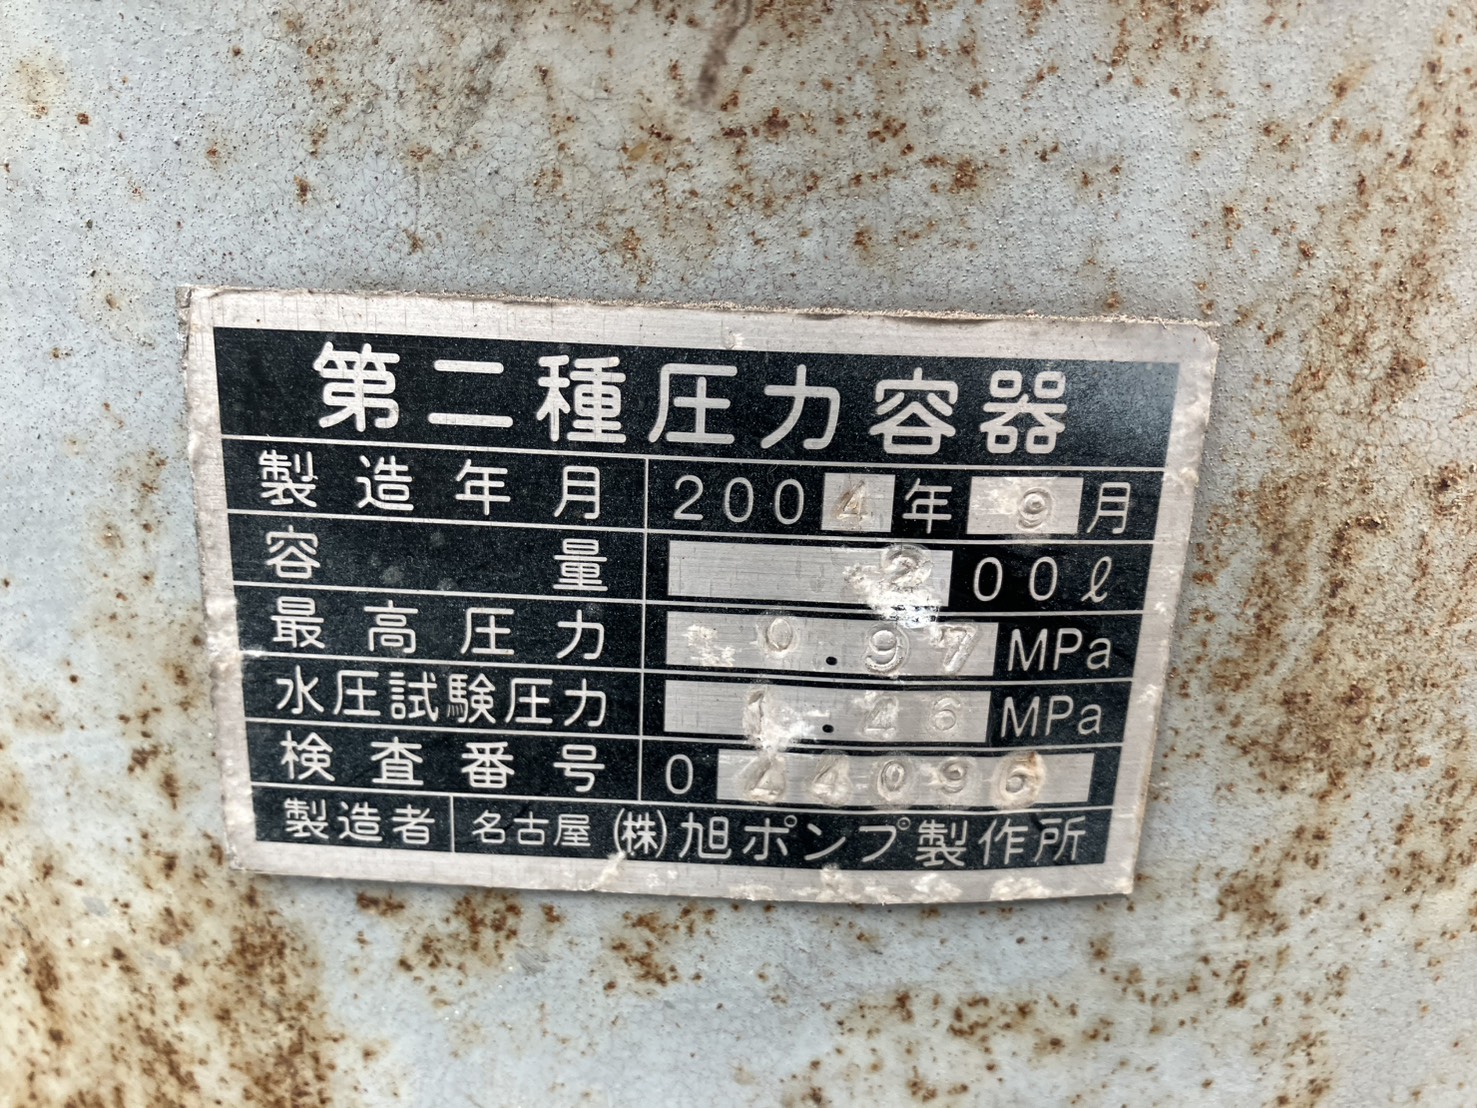 第二種圧力容器
製造年月 2004年9月
容量 200ℓ
最高圧力 0.97MPa
水圧試験圧力 1.46MPa
検査番号 044096
製造者 名古屋 (株)旭ポンプ製作所